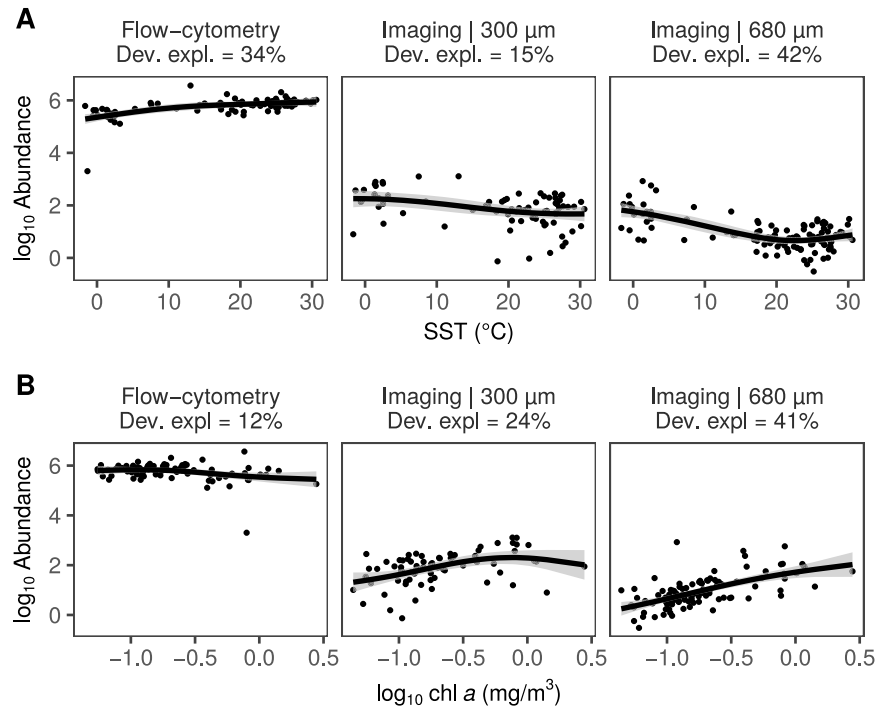 A
Flow-cytometry
Dev. expl. = 34%
Imaging | 300 µm
Dev. expl. = 15%
Imaging | 680 µm
Dev. expl. = 42%
log₁₀ Abundance
6
4
2
0
0 10 20 30
0 10 20 30
0 10 20 30
SST (°C)
B
Flow-cytometry
Dev. expl = 12%
Imaging | 300 µm
Dev. expl = 24%
Imaging | 680 µm
Dev. expl = 41%
log₁₀ Abundance
6
4
2
0
−1.0 −0.5 0.0 0.5
−1.0 −0.5 0.0 0.5
−1.0 −0.5 0.0 0.5
log₁₀ chl a (mg/m³)